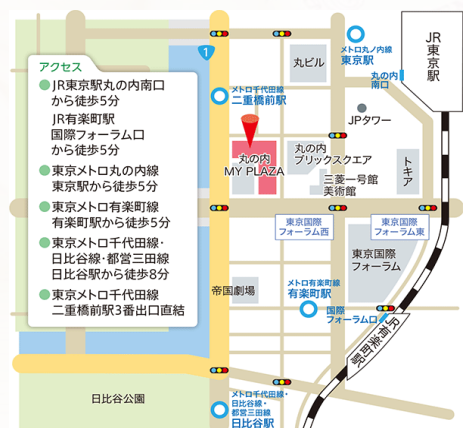 アクセス
JR東京駅丸の内南口
から徒歩5分
JR有楽町駅
国際フォーラム口
から徒歩5分
東京メトロ丸の内線
東京駅から徒歩5分
東京メトロ有楽町線
有楽町駅から徒歩5分
東京メトロ千代田線・
日比谷線・都営三田線
日比谷駅から徒歩8分
東京メトロ千代田線
二重橋前駅3番出口直結
1
メトロ丸ノ内線
東京駅
JR
東京駅
丸ビル
丸の内
南口
メトロ千代田線
二重橋前駅
JPタワー
丸の内
MY PLAZA
丸の内
ブリックスクエア
三菱一号館
美術館
トキア
東京国際
フォーラム西
東京国際
フォーラム東
東京国際
フォーラム
帝国劇場
メトロ有楽町線
有楽町駅
国際
フォーラム口
JR有楽町駅
日比谷公園
メトロ千代田線・
日比谷線・
都営三田線
日比谷駅